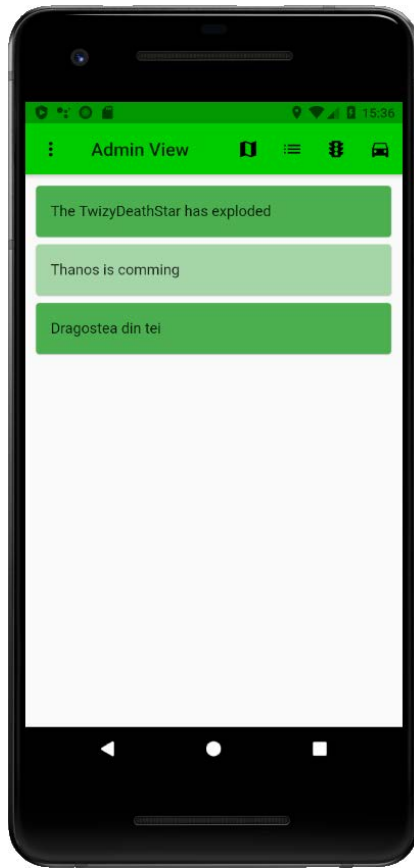 15:36
Admin View
The TwizyDeathStar has exploded
Thanos is comming
Dragostea din tei